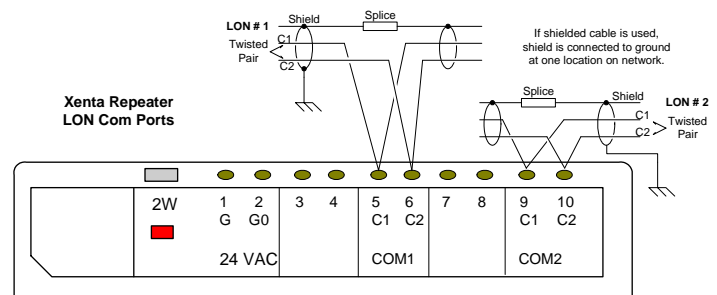 LON # 1
Shield
Splice
C1
Twisted
Pair
C2
If shielded cable is used,
shield is connected to ground
at one location on network.
Xenta Repeater
LON Com Ports
Splice
Shield
LON # 2
C1
Twisted
C2
Pair
2W 1 2 3 4 5 6 7 8 9 10
G G0 C1 C2 C1 C2
24 VAC COM1 COM2